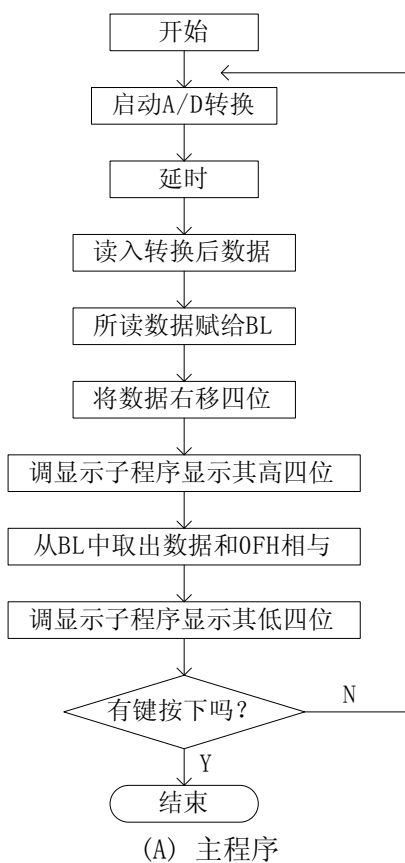 开始
启动A/D转换
延时
读入转换后数据
所读数据赋给BL
将数据右移四位
调显示子程序显示其高四位
从BL中取出数据和0FH相与
调显示子程序显示其低四位
有键按下吗？
N
Y
结束
(A) 主程序